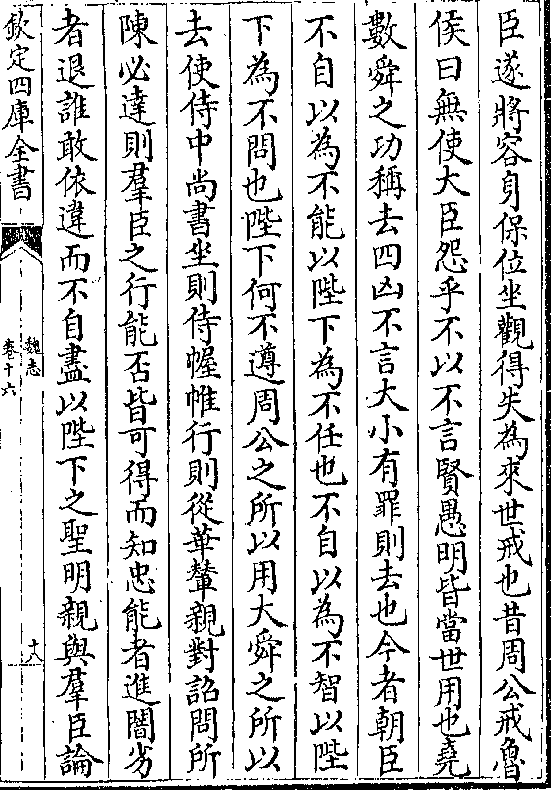 臣遂將容身保位坐觀得失為來世戒也昔周公戒魯
侯曰無使大臣怨乎不以不言賢愚明皆當世用也堯
數舜之功稱去四凶不言大小有罪則去也今者朝臣
不自以為不能以陛下為不任也不自以為不智以陛
下為不問也陛下何不遵周公之所以用大舜之所以
去使侍中尚書坐則侍幄帷行則從華輦親對詔問所
陳必達則羣臣之行能否皆可得而知忠能者進闇劣
者退誰敢依違而不自盡以陛下之聖明親與羣臣論
欽定四庫全書
魏志
卷十六
十八